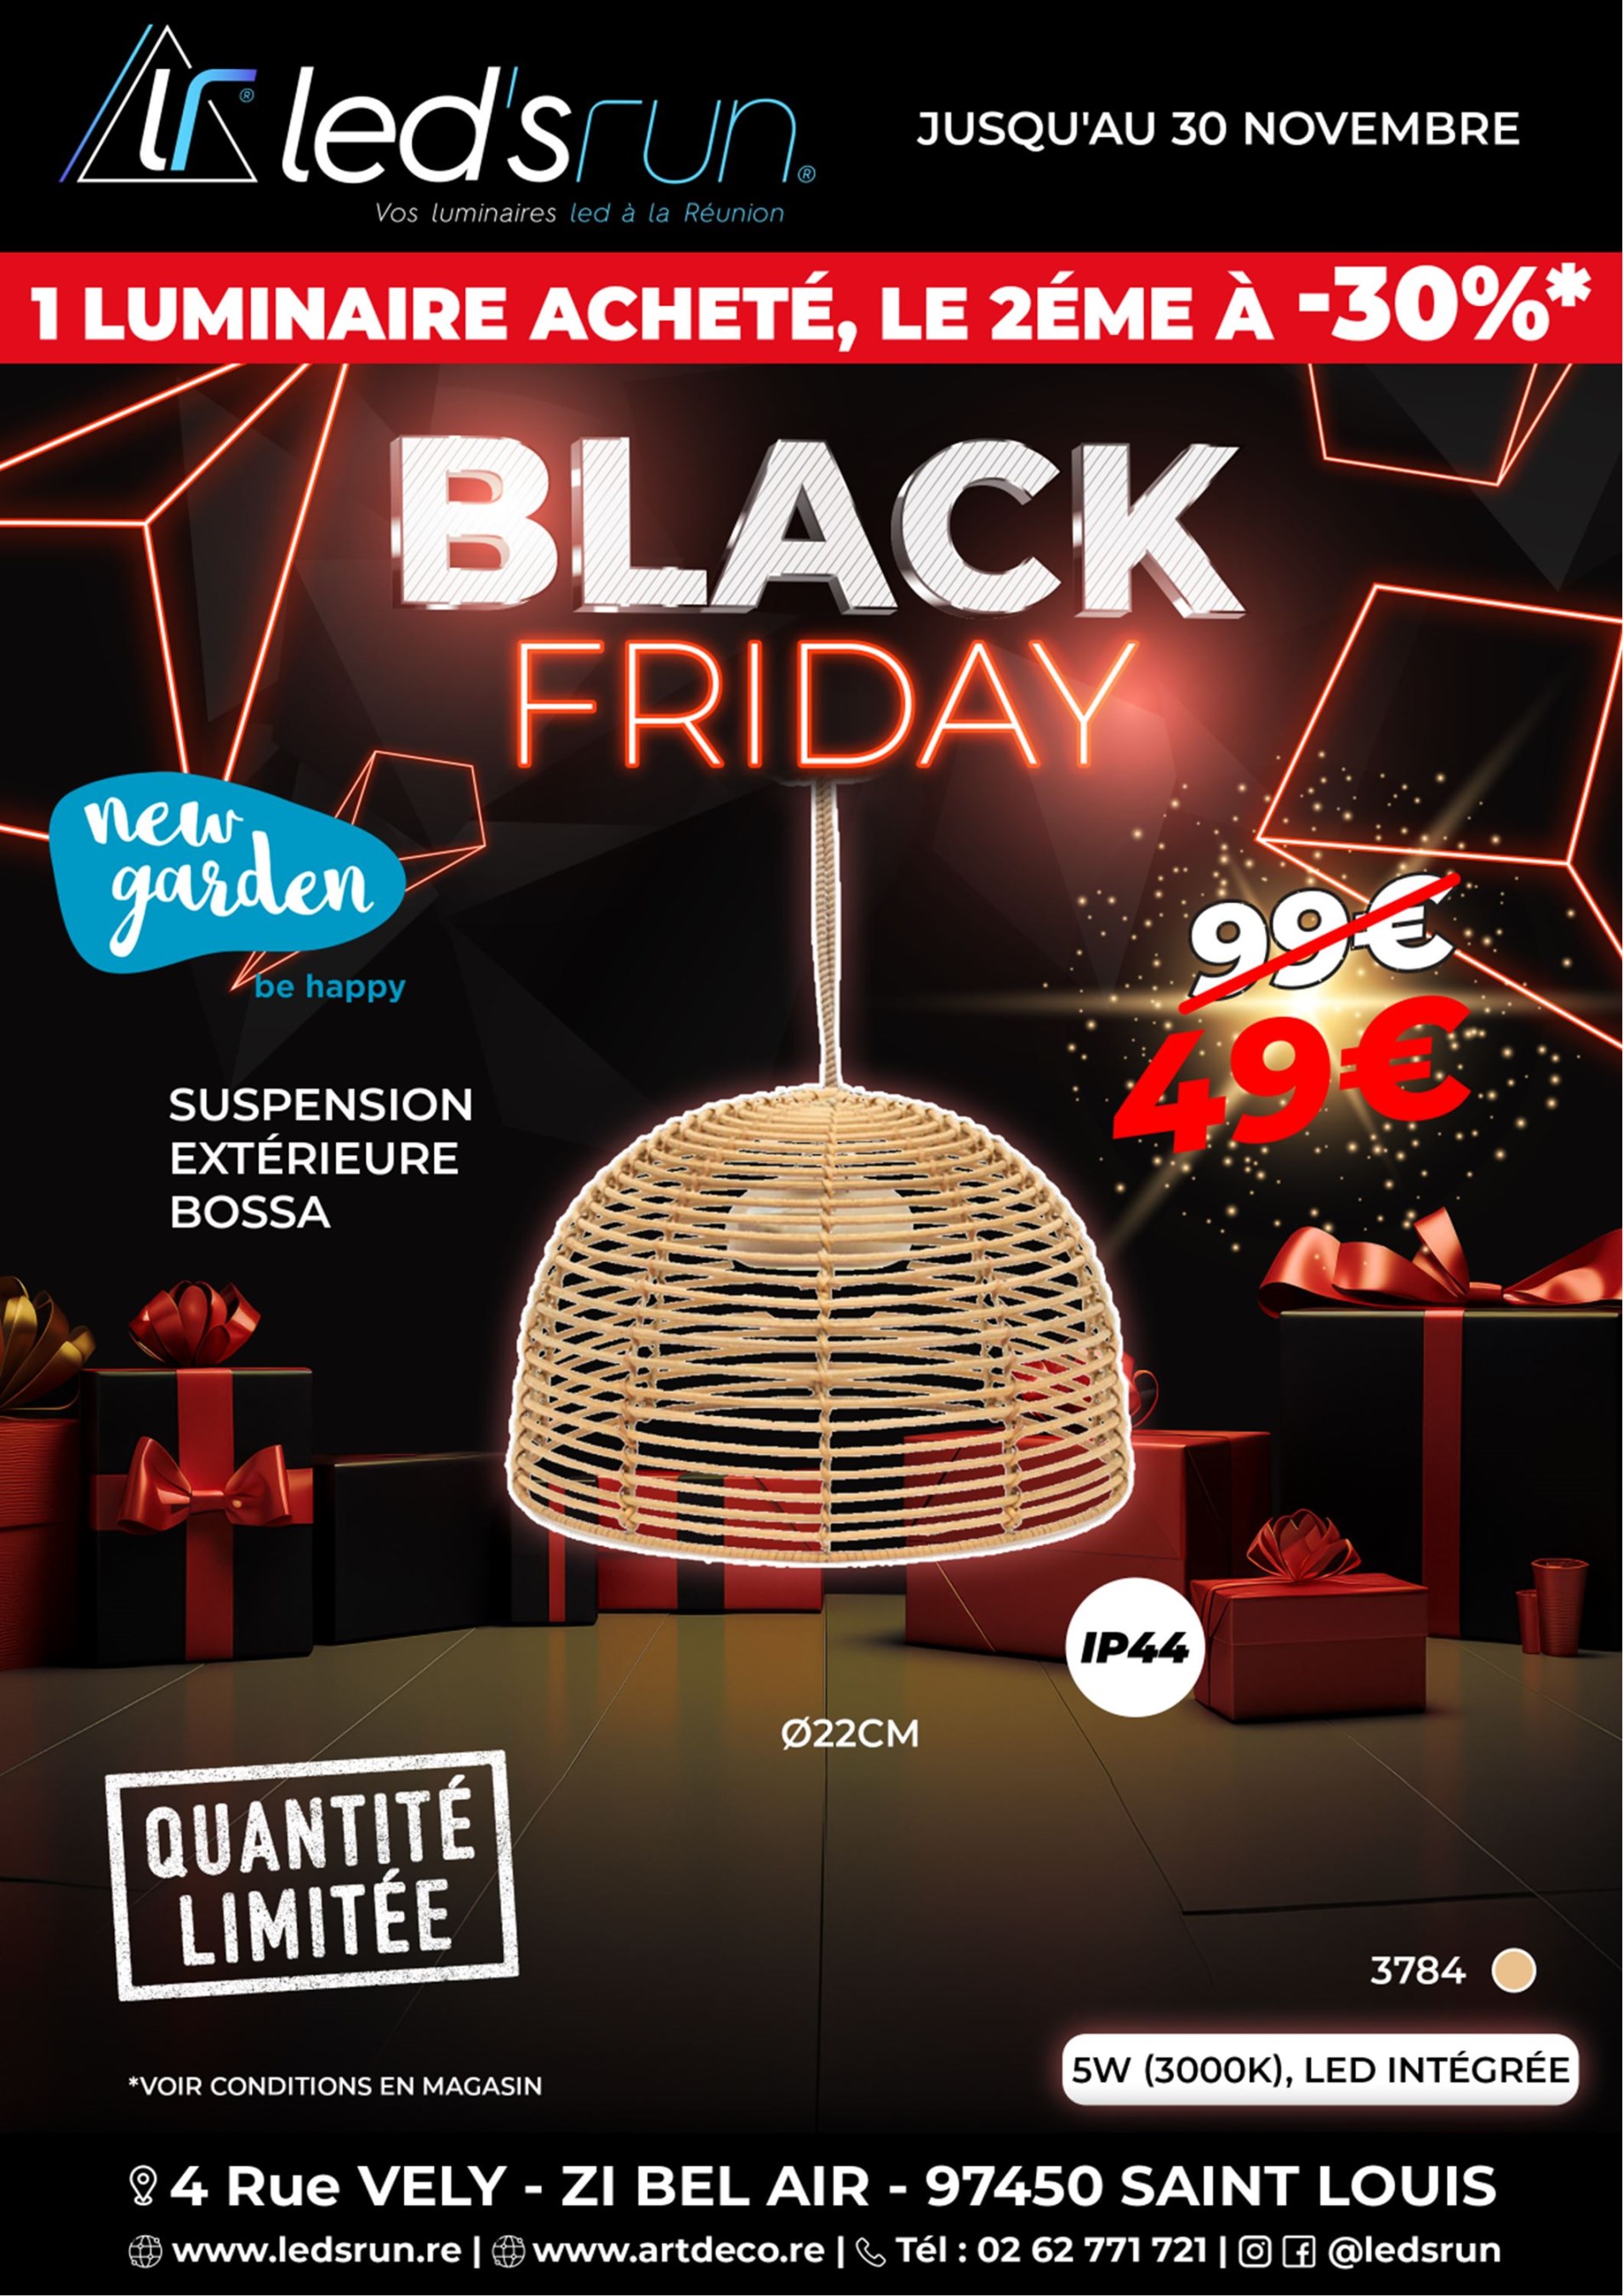 lr® led'srun®
JUSQU'AU 30 NOVEMBRE
Vos luminaires led à la Réunion
1 LUMINAIRE ACHETÉ, LE 2ÉME À -30%*
BLACK
FRIDAY
new
garden
be happy
99€
49€
SUSPENSION
EXTÉRIEURE
BOSSA
IP44
Ø22CM
QUANTITÉ
LIMITÉE
3784
5W (3000K), LED INTÉGRÉE
*VOIR CONDITIONS EN MAGASIN
4 Rue VELY - ZI BEL AIR - 97450 SAINT LOUIS
www.ledsrun.re | www.artdeco.re | Tél : 02 62 771 721 | @ledsrun